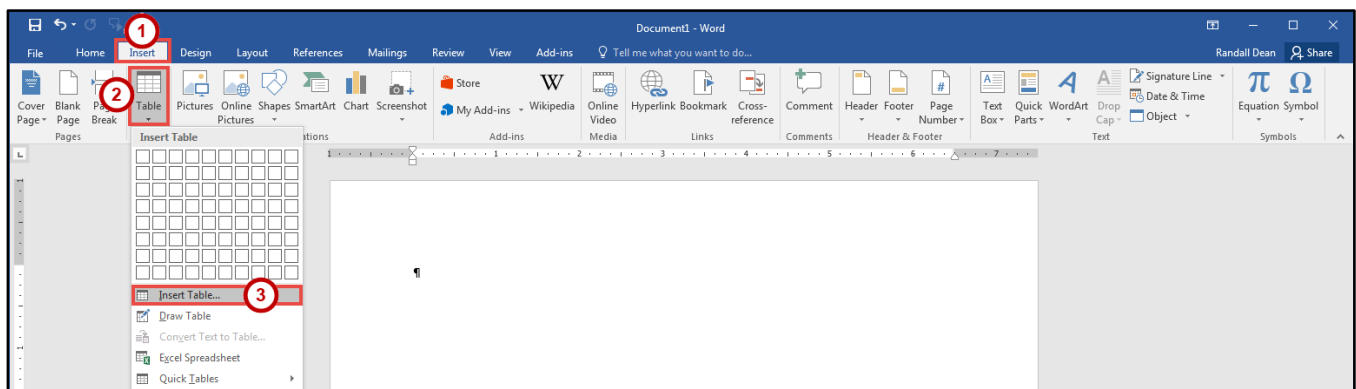 1
Document1 - Word
File Home Insert Design Layout References Mailings Review View Add-ins Tell me what you want to do... Randall Dean Share
2
Cover Page Blank Page Page Break
Pages
Table
Pictures Online Pictures Shapes SmartArt Chart Screenshot
Store
My Add-ins Wikipedia
Add-ins
Online Video
Media
Hyperlink Bookmark Cross-reference
Links
Comment
Comments
Header Footer Page Number
Header & Footer
Text Box Quick Parts WordArt Drop Cap
Signature Line
Date & Time
Object
Text
Equation Symbol
Symbols
Insert Table
1 1 2 3 4 5 6 7
¶
Insert Table... 3
Draw Table
Convert Text to Table...
Excel Spreadsheet
Quick Tables